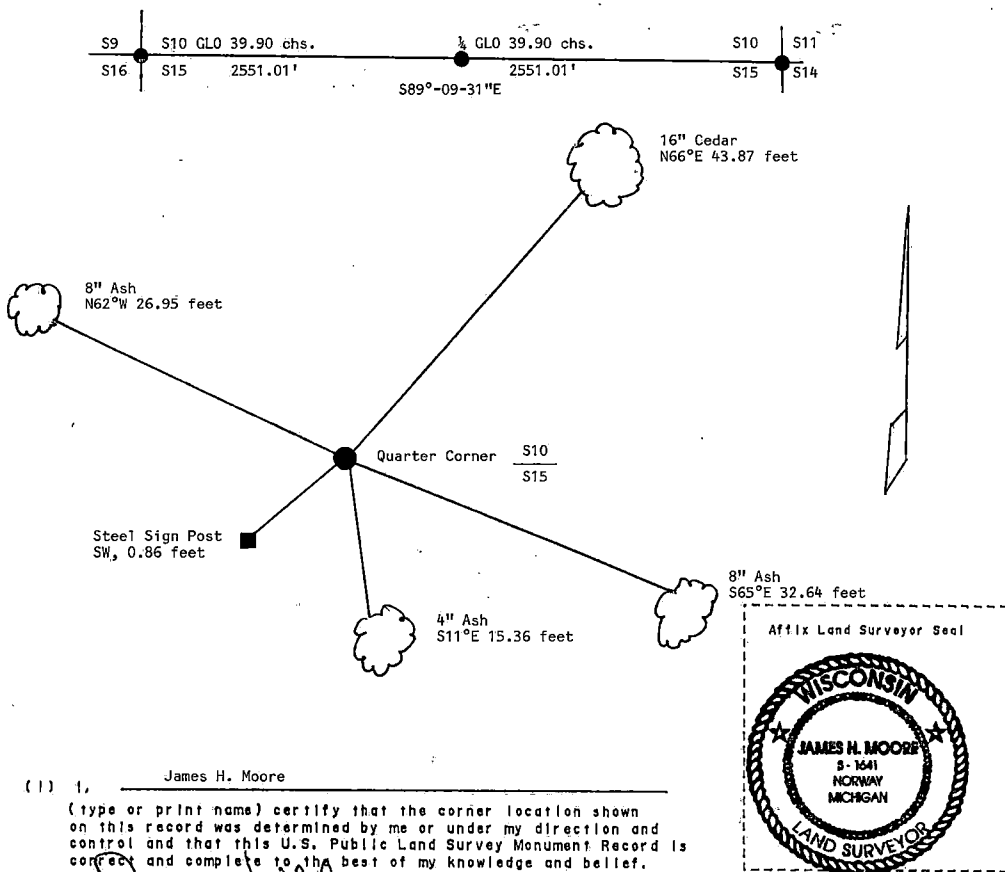 S9 S10 GLO 39.90 chs. ¼ GLO 39.90 chs. S10 S11
S16 S15 2551.01' 2551.01' S15 S14
S89°-09-31"E
16" Cedar
N66°E 43.87 feet
8" Ash
N62°W 26.95 feet
Quarter Corner S10
S15
Steel Sign Post
SW, 0.86 feet
8" Ash
S65°E 32.64 feet
4" Ash
S11°E 15.36 feet
Affix Land Surveyor Seal
WISCONSIN
JAMES H. MOORE
S-1641
NORWAY
MICHIGAN
LAND SURVEYOR
James H. Moore
(1) 1,
(type or print name) certify that the corner location shown
on this record was determined by me or under my direction and
control and that this U.S. Public Land Survey Monument Record is
correct and complete to the best of my knowledge and belief.